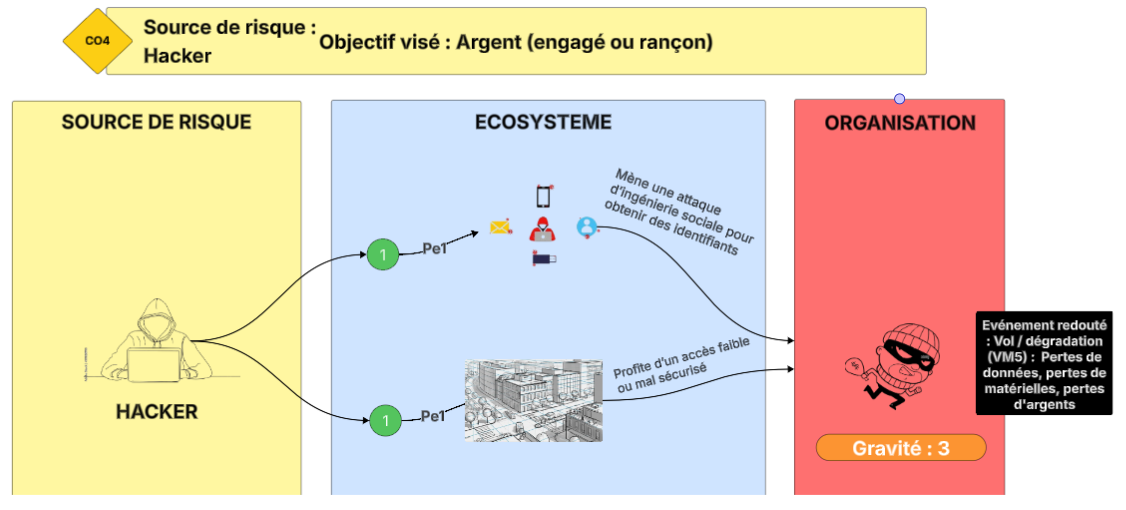 CO4
Source de risque :
Hacker
Objectif visé : Argent (engagé ou rançon)
SOURCE DE RISQUE
HACKER
ECOSYSTEME
1
Pe1
Mène une attaque
d'ingénierie sociale pour
obtenir des identifiants
1
Pe1
Profite d'un accès faible
ou mal sécurisé
ORGANISATION
Evénement redouté
: Vol / dégradation
(VM5) : Pertes de
données, pertes de
matérielles, pertes
d'argents
Gravité : 3